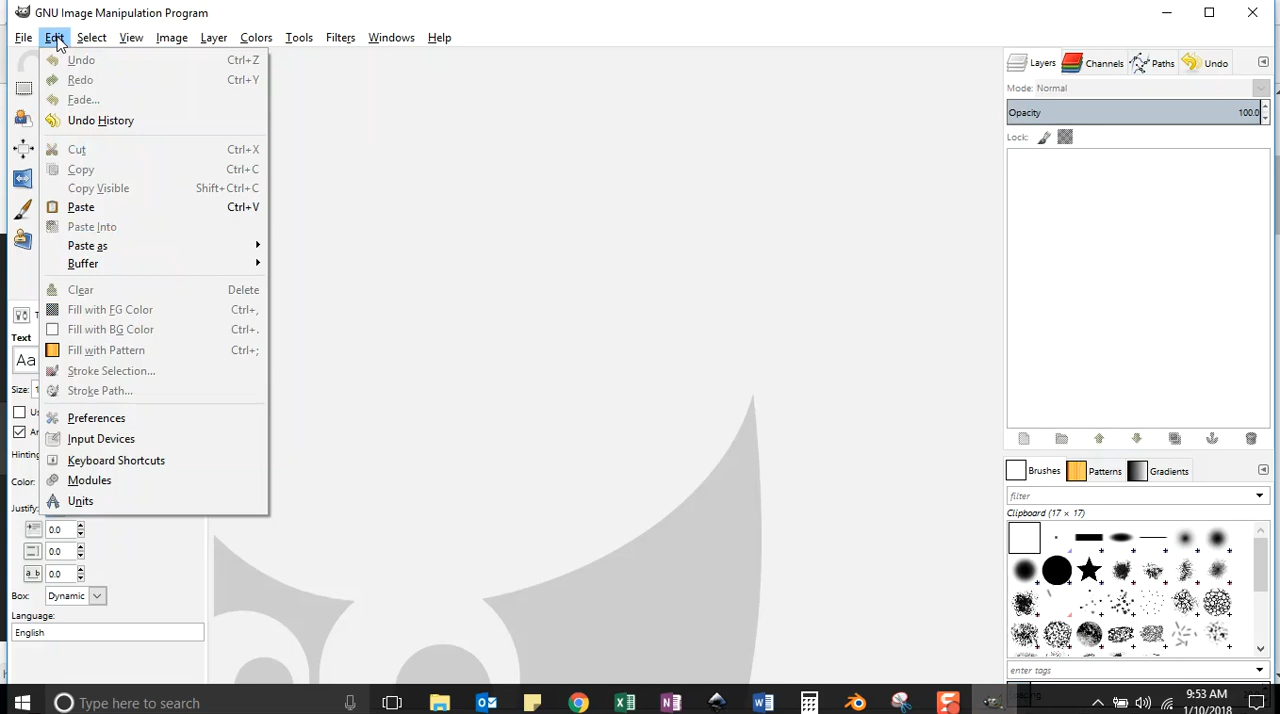 GNU Image Manipulation Program
File Edit Select View Image Layer Colors Tools Filters Windows Help
Undo Ctrl+Z
Redo Ctrl+Y
Fade...
Undo History
Cut Ctrl+X
Copy Ctrl+C
Copy Visible Shift+Ctrl+C
Paste Ctrl+V
Paste Into
Paste as
Buffer
Clear Delete
Fill with FG Color Ctrl+,
Fill with BG Color Ctrl+.
Fill with Pattern Ctrl+;
Stroke Selection...
Stroke Path...
Preferences
Input Devices
Keyboard Shortcuts
Modules
Units
Text
Aa
Size:
Hinting
Color:
Justify:
0.0
0.0
0.0
Box: Dynamic
Language:
English
Layers Channels Paths Undo
Mode: Normal
Opacity 100.0
Lock:
Brushes Patterns Gradients
filter
Clipboard (17 × 17)
enter tags
Type here to search
9:53 AM
1/10/2018